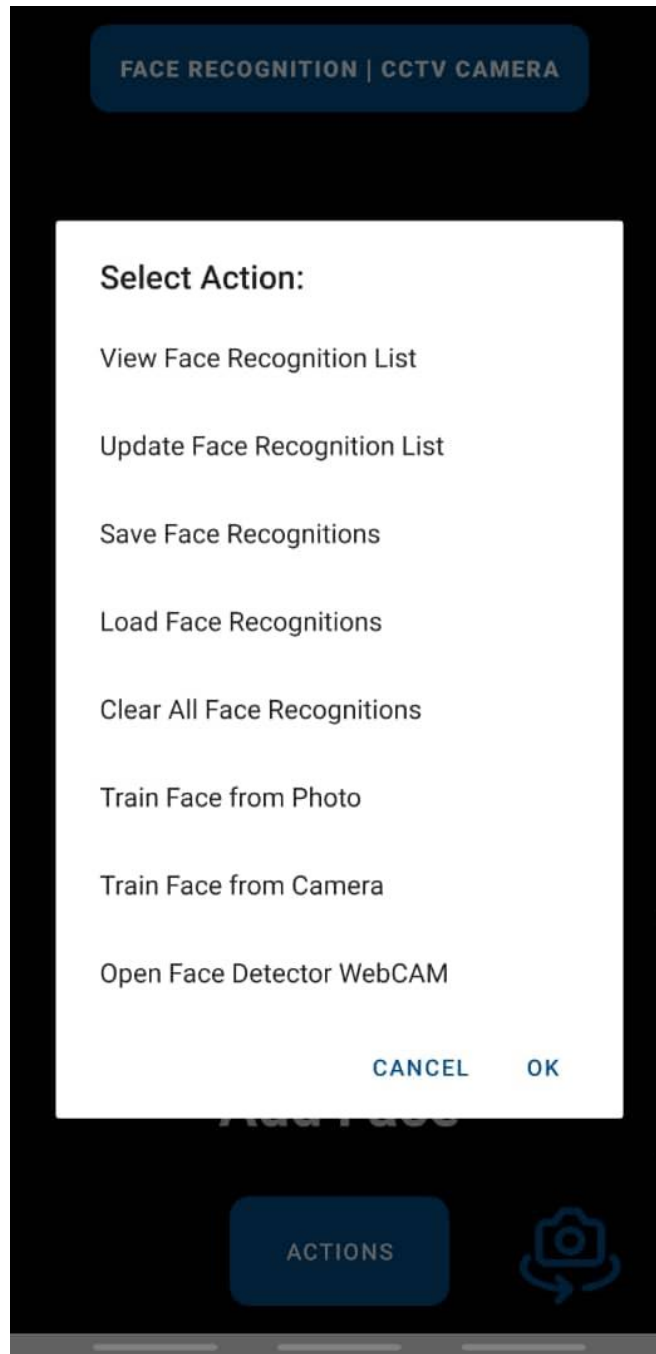 FACE RECOGNITION | CCTV CAMERA
Select Action:
View Face Recognition List
Update Face Recognition List
Save Face Recognitions
Load Face Recognitions
Clear All Face Recognitions
Train Face from Photo
Train Face from Camera
Open Face Detector WebCAM
CANCEL OK
Add Face
ACTIONS